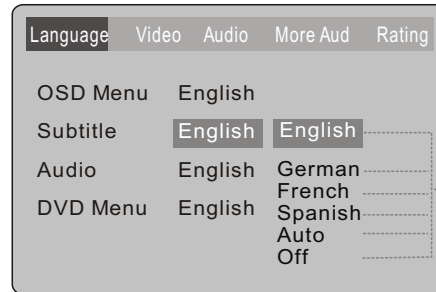 Language Video Audio More Aud Rating
OSD Menu English
Subtitle English English
Audio English German
French
DVD Menu English Spanish
Auto
Off